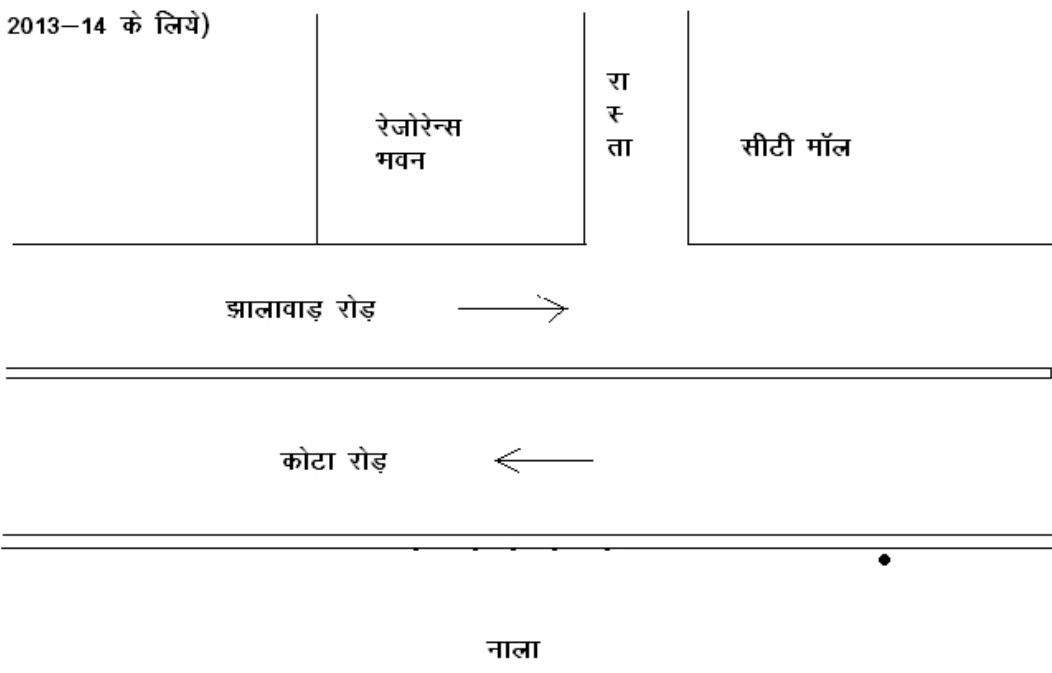 2013–14 के लिये)
रेजोरेन्स
भवन
रा
स्
ता
सीटी मॉल
झालावाड़ रोड़
कोटा रोड़
नाला